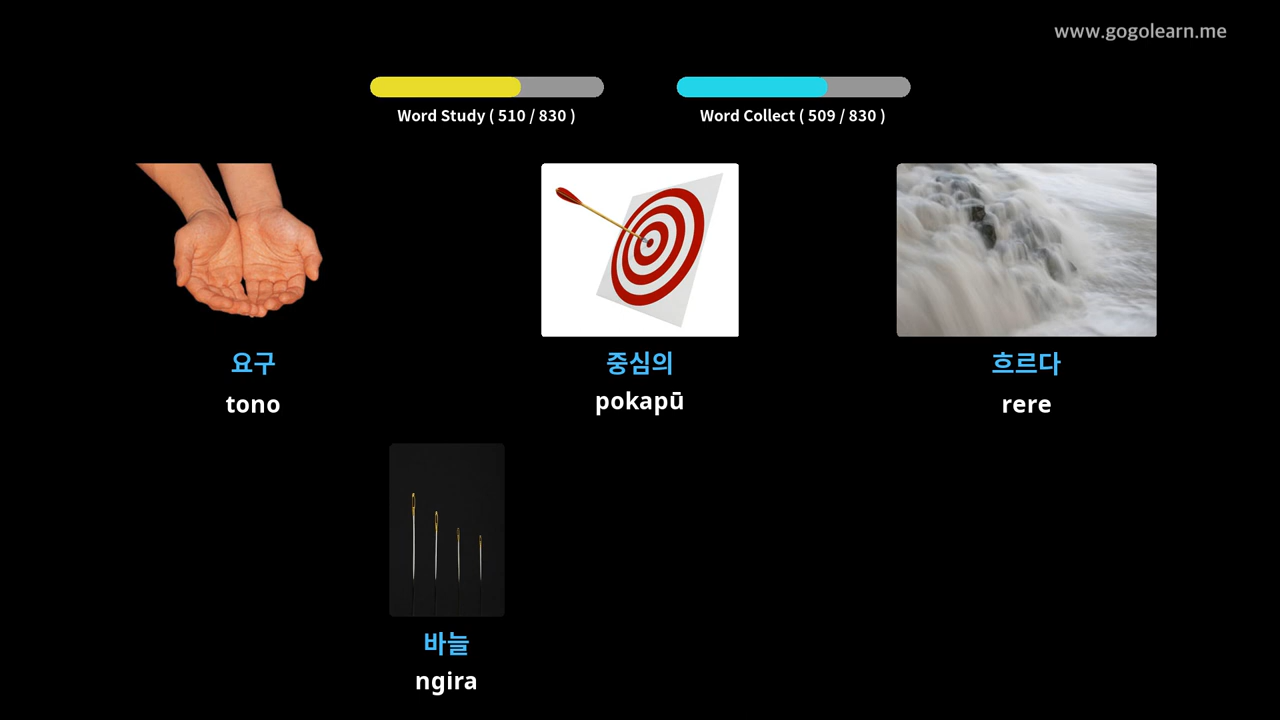 www.gogolearn.me
Word Study ( 510 / 830 )
Word Collect ( 509 / 830 )
요구
tono
중심의
pokapū
흐르다
rere
바늘
ngira